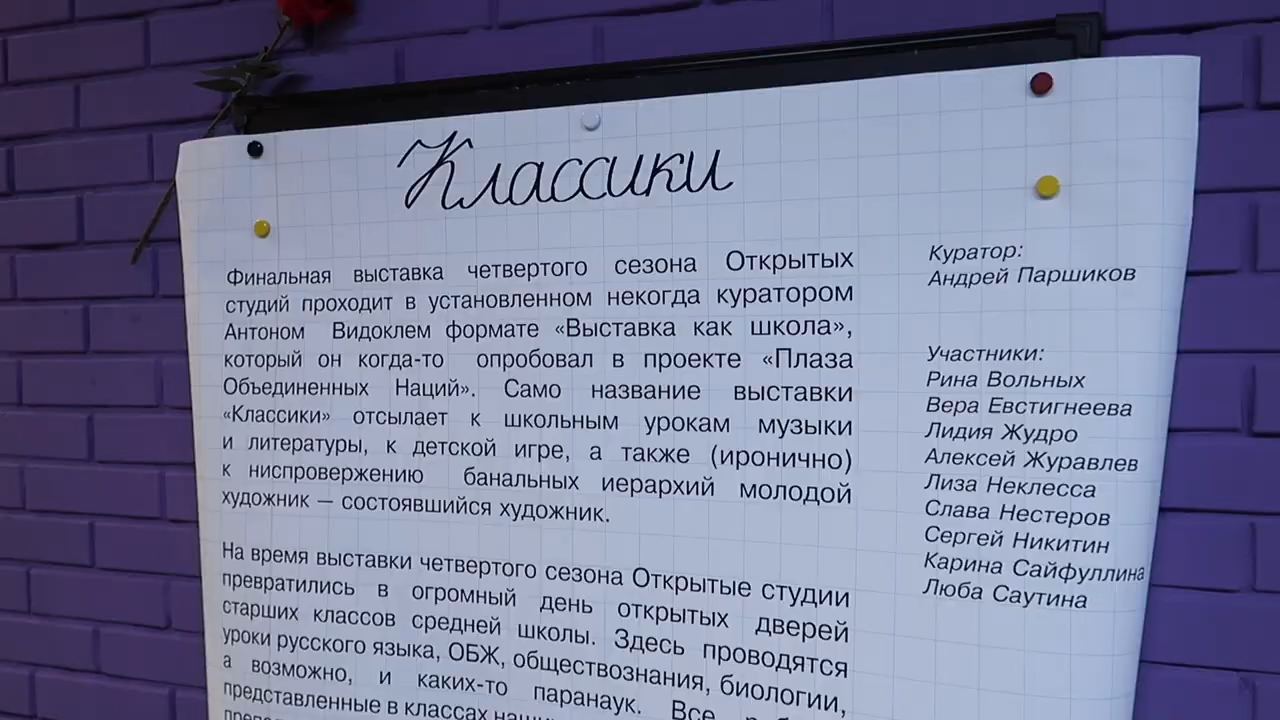 Классики
Финальная выставка четвертого сезона Открытых
студий проходит в установленном некогда куратором
Антоном Видоклем формате «Выставка как школа»,
который он когда-то опробовал в проекте «Плаза
Объединенных Наций». Само название выставки
«Классики» отсылает к школьным урокам музыки
и литературы, к детской игре, а также (иронично)
к ниспровержению банальных иерархий молодой
художник — состоявшийся художник.
На время выставки четвертого сезона Открытые студии
превратились в огромный день открытых дверей
старших классов средней школы. Здесь проводятся
уроки русского языка, ОБЖ, обществознания, биологии,
а возможно, и каких-то паранаук. Все
представленные в классах
Куратор:
Андрей Паршиков
Участники:
Рина Вольных
Вера Евстигнеева
Лидия Жудро
Алексей Журавлев
Лиза Неклесса
Слава Нестеров
Сергей Никитин
Карина Сайфуллина
Люба Саутина